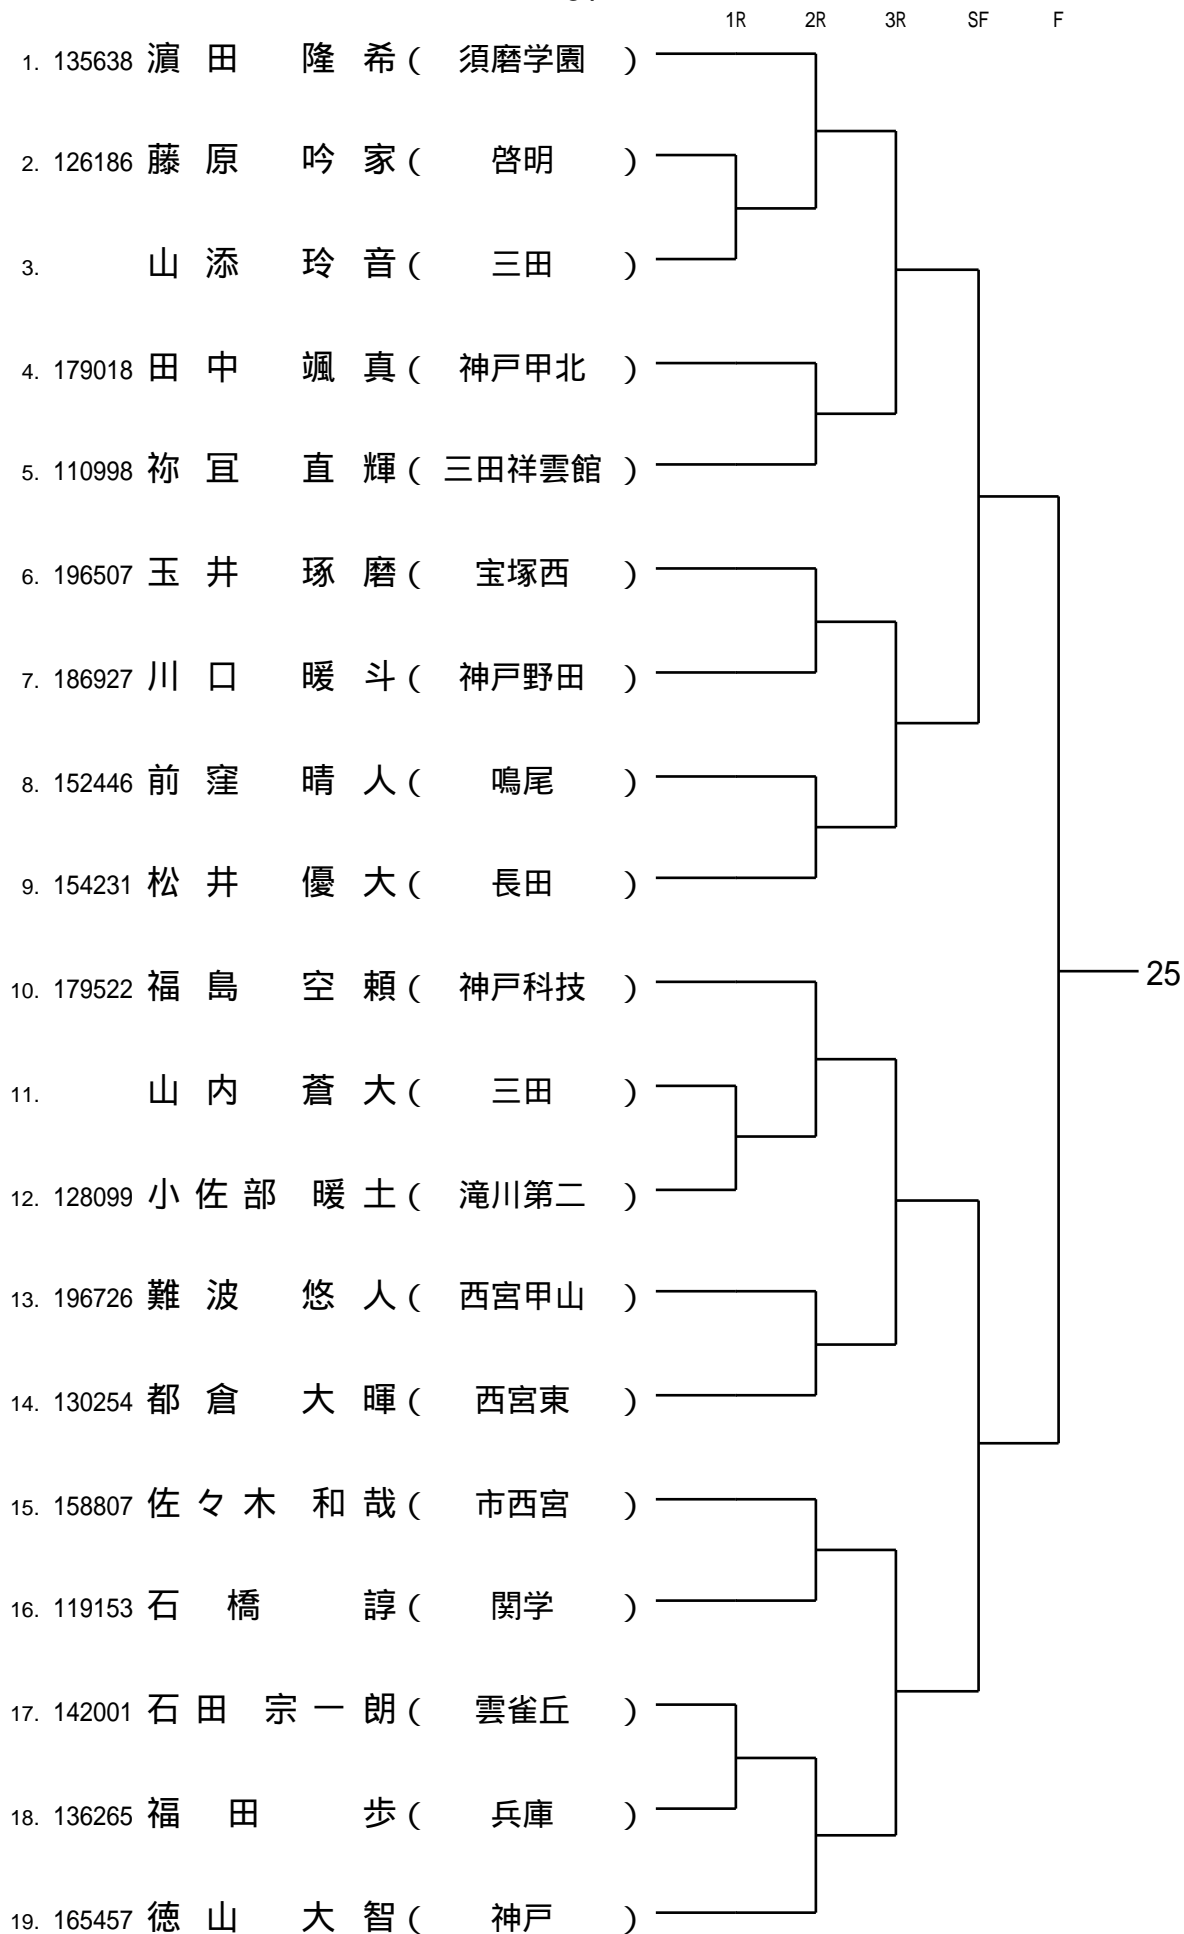 1R 2R 3R SF F
1. 135638 濵田 隆希 ( 須磨学園 )
2. 126186 藤原 吟家 ( 啓明 )
3. 山添 玲音 ( 三田 )
4. 179018 田中 颯真 ( 神戸甲北 )
5. 110998 祢冝 直輝 ( 三田祥雲館 )
6. 196507 玉井 琢磨 ( 宝塚西 )
7. 186927 川口 暖斗 ( 神戸野田 )
8. 152446 前窪 晴人 ( 鳴尾 )
9. 154231 松井 優大 ( 長田 )
25
10. 179522 福島 空頼 ( 神戸科技 )
11. 山内 蒼大 ( 三田 )
12. 128099 小佐部 暖土 ( 滝川第二 )
13. 196726 難波 悠人 ( 西宮甲山 )
14. 130254 都倉 大暉 ( 西宮東 )
15. 158807 佐々木 和哉 ( 市西宮 )
16. 119153 石橋 諄 ( 関学 )
17. 142001 石田 宗一朗 ( 雲雀丘 )
18. 136265 福田 歩 ( 兵庫 )
19. 165457 徳山 大智 ( 神戸 )